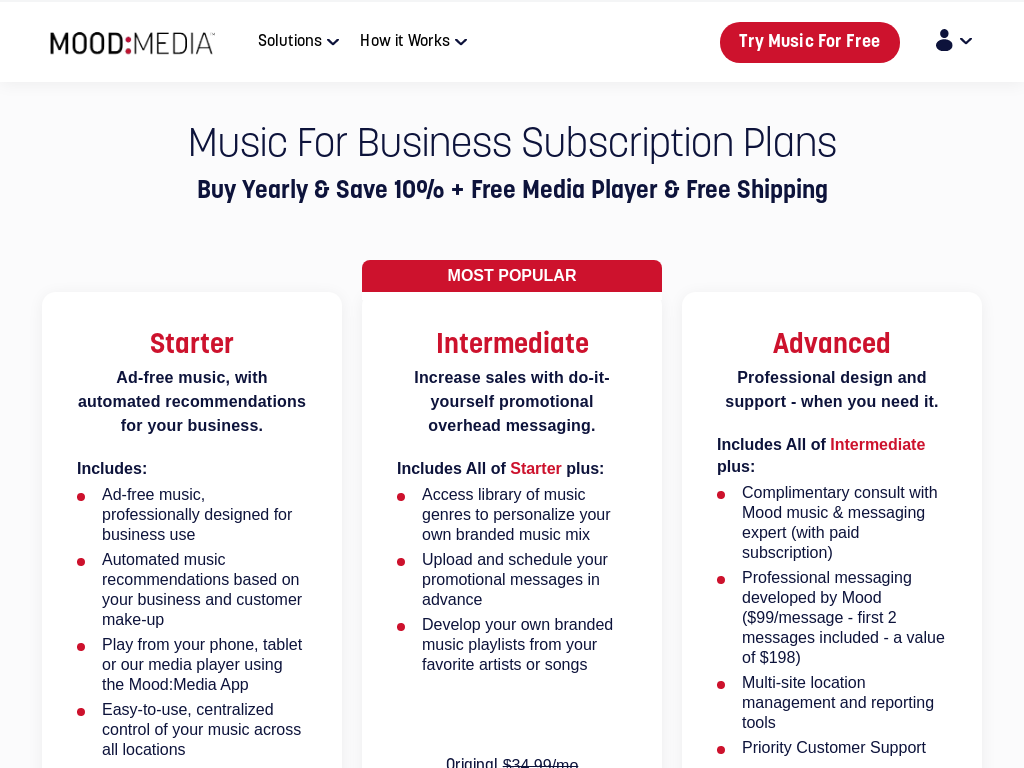 MOOD:MEDIA™
Solutions
How it Works
Try Music For Free
Music For Business Subscription Plans
Buy Yearly & Save 10% + Free Media Player & Free Shipping
MOST POPULAR
Starter
Ad-free music, with
automated recommendations
for your business.
Includes:
Ad-free music,
professionally designed for
business use
Automated music
recommendations based on
your business and customer
make-up
Play from your phone, tablet
or our media player using
the Mood:Media App
Easy-to-use, centralized
control of your music across
all locations
Intermediate
Increase sales with do-it-
yourself promotional
overhead messaging.
Includes All of Starter plus:
Access library of music
genres to personalize your
own branded music mix
Upload and schedule your
promotional messages in
advance
Develop your own branded
music playlists from your
favorite artists or songs
Original $34.99/mo
Advanced
Professional design and
support - when you need it.
Includes All of Intermediate
plus:
Complimentary consult with
Mood music & messaging
expert (with paid
subscription)
Professional messaging
developed by Mood
($99/message - first 2
messages included - a value
of $198)
Multi-site location
management and reporting
tools
Priority Customer Support